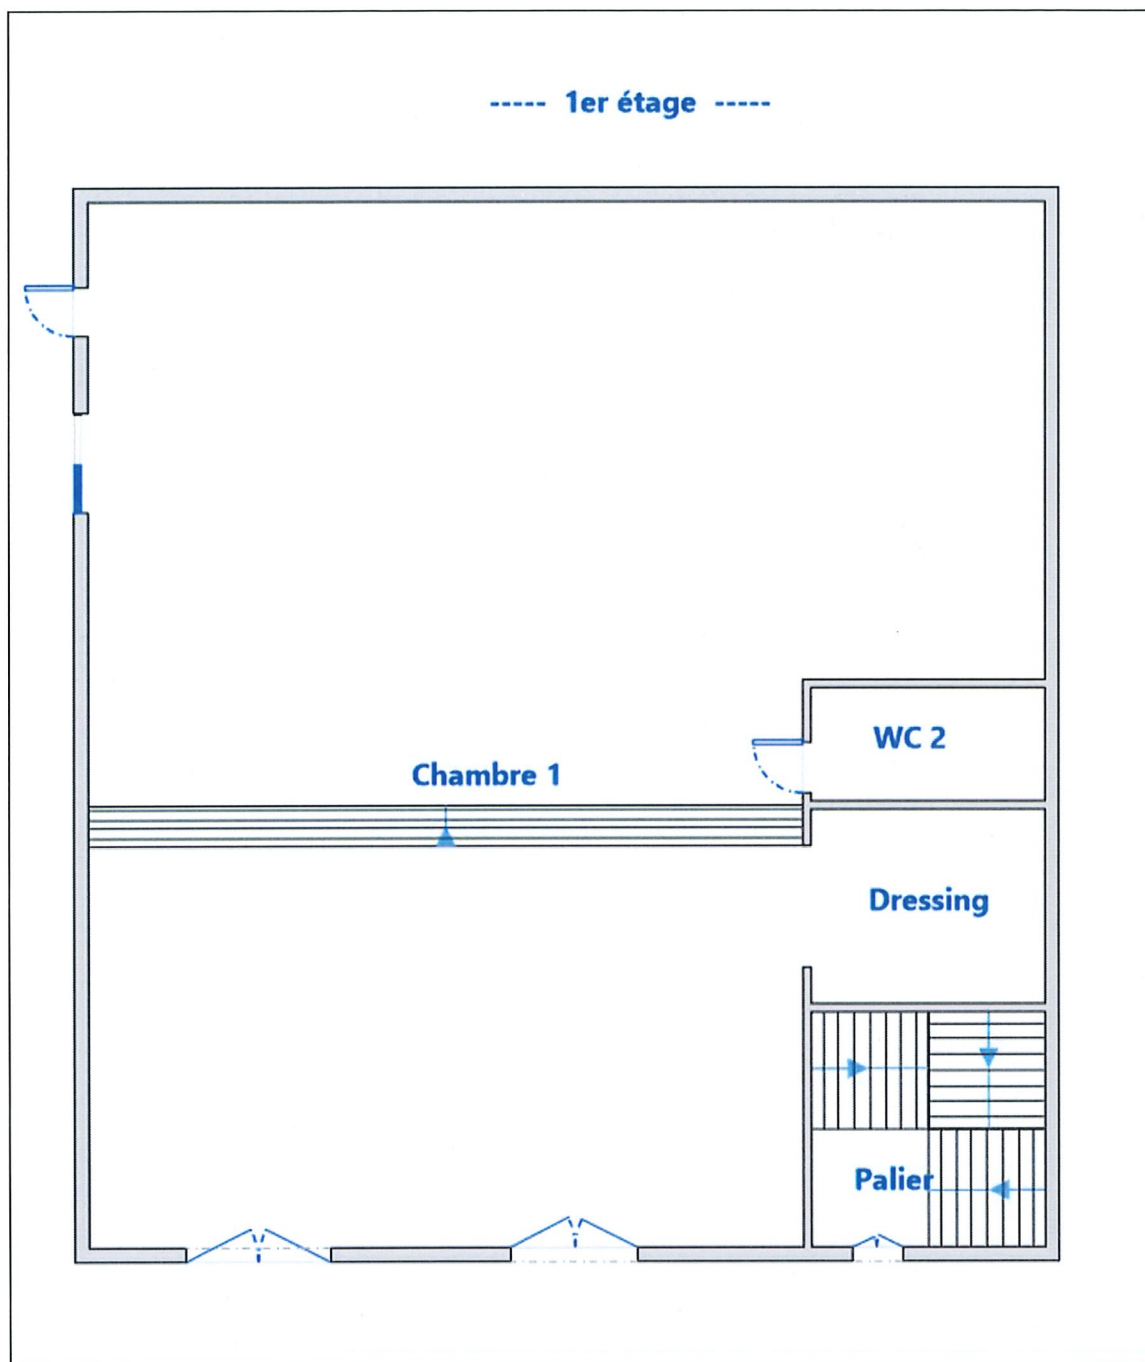 ----- 1er étage -----
WC 2
Chambre 1
Dressing
Palier